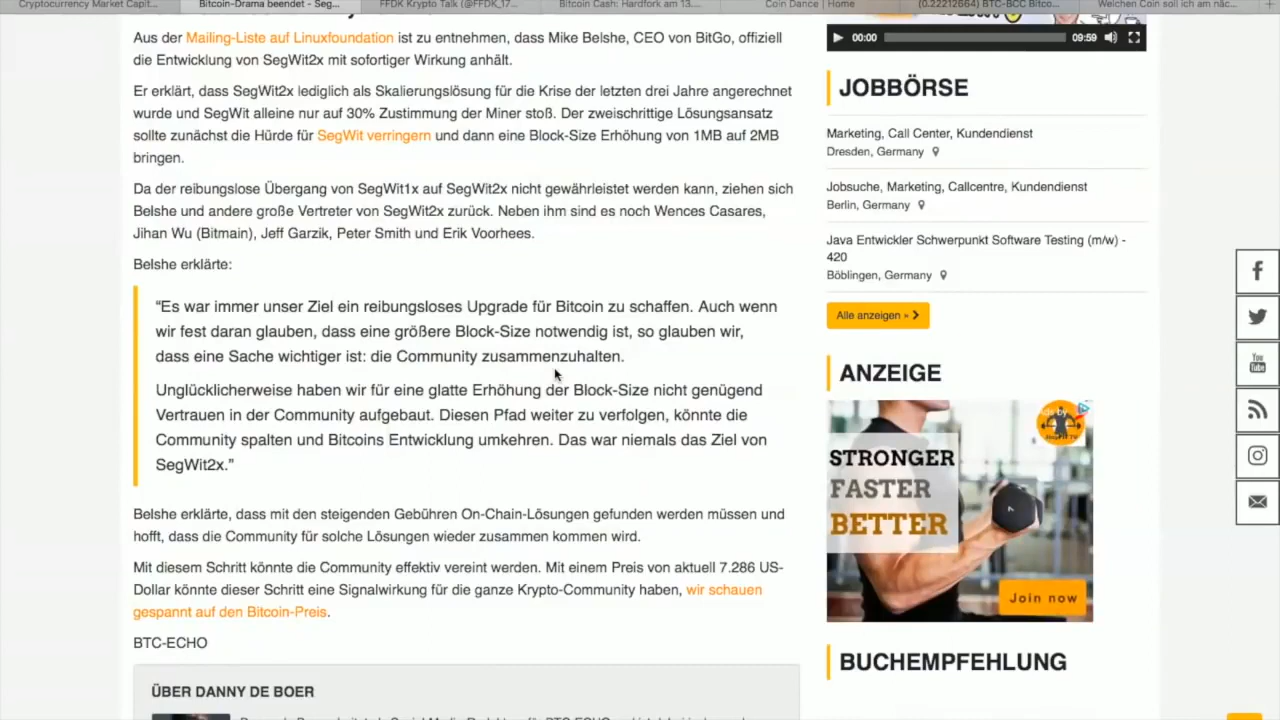 Cryptocurrency Market Capit...
Bitcoin-Drama beendet - Seg...
FFDK Krypto Talk (@FFDK_17...
Bitcoin Cash: Hardfork am 13....
Coin Dance | Home
(0.22212664) BTC-BCC Bitco...
Welchen Coin soll ich am näc...
Aus der Mailing-Liste auf Linuxfoundation ist zu entnehmen, dass Mike Belshe, CEO von BitGo, offiziell
die Entwicklung von SegWit2x mit sofortiger Wirkung anhält.
Er erklärt, dass SegWit2x lediglich als Skalierungslösung für die Krise der letzten drei Jahre angerechnet
wurde und SegWit alleine nur auf 30% Zustimmung der Miner stoß. Der zweischrittige Lösungsansatz
sollte zunächst die Hürde für SegWit verringern und dann eine Block-Size Erhöhung von 1MB auf 2MB
bringen.
Da der reibungslose Übergang von SegWit1x auf SegWit2x nicht gewährleistet werden kann, ziehen sich
Belshe und andere große Vertreter von SegWit2x zurück. Neben ihm sind es noch Wences Casares,
Jihan Wu (Bitmain), Jeff Garzik, Peter Smith und Erik Voorhees.
Belshe erklärte:
“Es war immer unser Ziel ein reibungsloses Upgrade für Bitcoin zu schaffen. Auch wenn
wir fest daran glauben, dass eine größere Block-Size notwendig ist, so glauben wir,
dass eine Sache wichtiger ist: die Community zusammenzuhalten.
Unglücklicherweise haben wir für eine glatte Erhöhung der Block-Size nicht genügend
Vertrauen in der Community aufgebaut. Diesen Pfad weiter zu verfolgen, könnte die
Community spalten und Bitcoins Entwicklung umkehren. Das war niemals das Ziel von
SegWit2x.”
Belshe erklärte, dass mit den steigenden Gebühren On-Chain-Lösungen gefunden werden müssen und
hofft, dass die Community für solche Lösungen wieder zusammen kommen wird.
Mit diesem Schritt könnte die Community effektiv vereint werden. Mit einem Preis von aktuell 7.286 US-
Dollar könnte dieser Schritt eine Signalwirkung für die ganze Krypto-Community haben, wir schauen
gespannt auf den Bitcoin-Preis.
BTC-ECHO
ÜBER DANNY DE BOER
00:00
09:59
JOBBÖRSE
Marketing, Call Center, Kundendienst
Dresden, Germany
Jobsuche, Marketing, Callcentre, Kundendienst
Berlin, Germany
Java Entwickler Schwerpunkt Software Testing (m/w) -
420
Böblingen, Germany
Alle anzeigen »
ANZEIGE
Ads by
STRONGER
FASTER
BETTER
Join now
BUCHEMPFEHLUNG
You
Tube